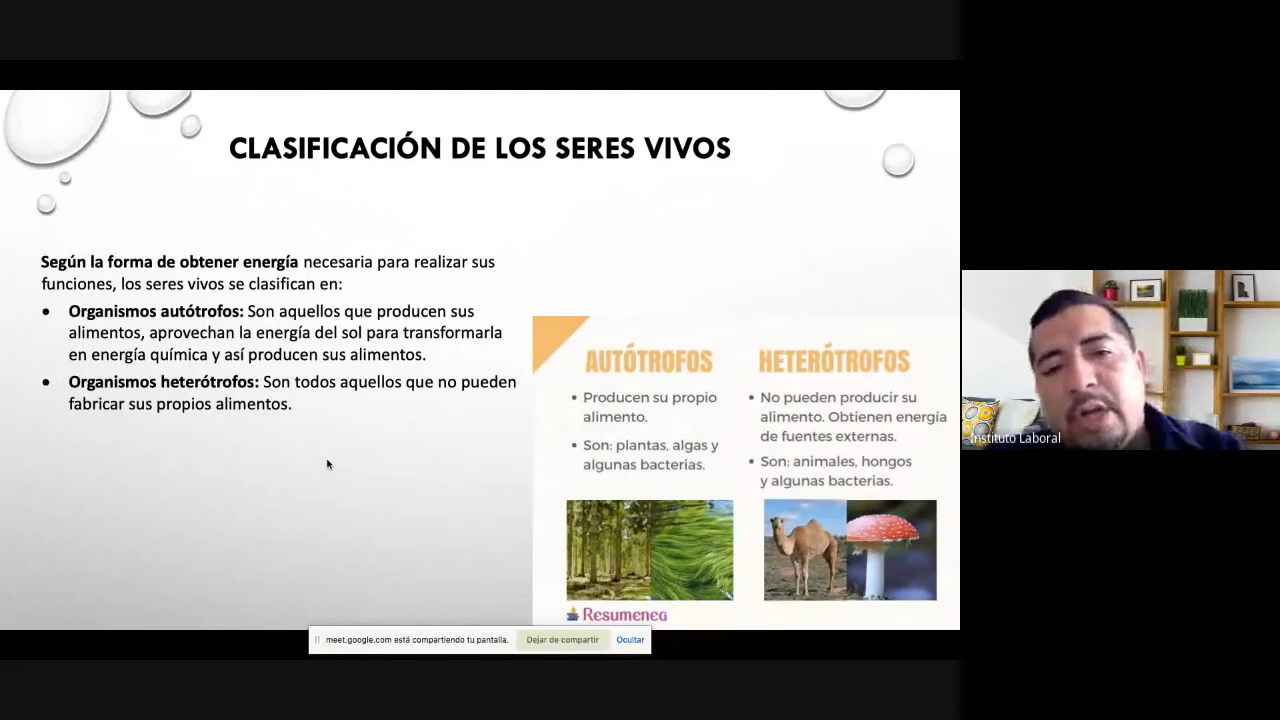 CLASIFICACIÓN DE LOS SERES VIVOS
Según la forma de obtener energía necesaria para realizar sus
funciones, los seres vivos se clasifican en:
• Organismos autótrofos: Son aquellos que producen sus
alimentos, aprovechan la energía del sol para transformarla
en energía química y así producen sus alimentos.
• Organismos heterótrofos: Son todos aquellos que no pueden
fabricar sus propios alimentos.
AUTÓTROFOS
• Producen su propio
alimento.
• Son: plantas, algas y
algunas bacterias.
HETERÓTROFOS
• No pueden producir su
alimento. Obtienen energía
de fuentes externas.
• Son: animales, hongos
y algunas bacterias.
Resumenea
meet.google.com está compartiendo tu pantalla.
Dejar de compartir
Ocultar
Instituto Laboral